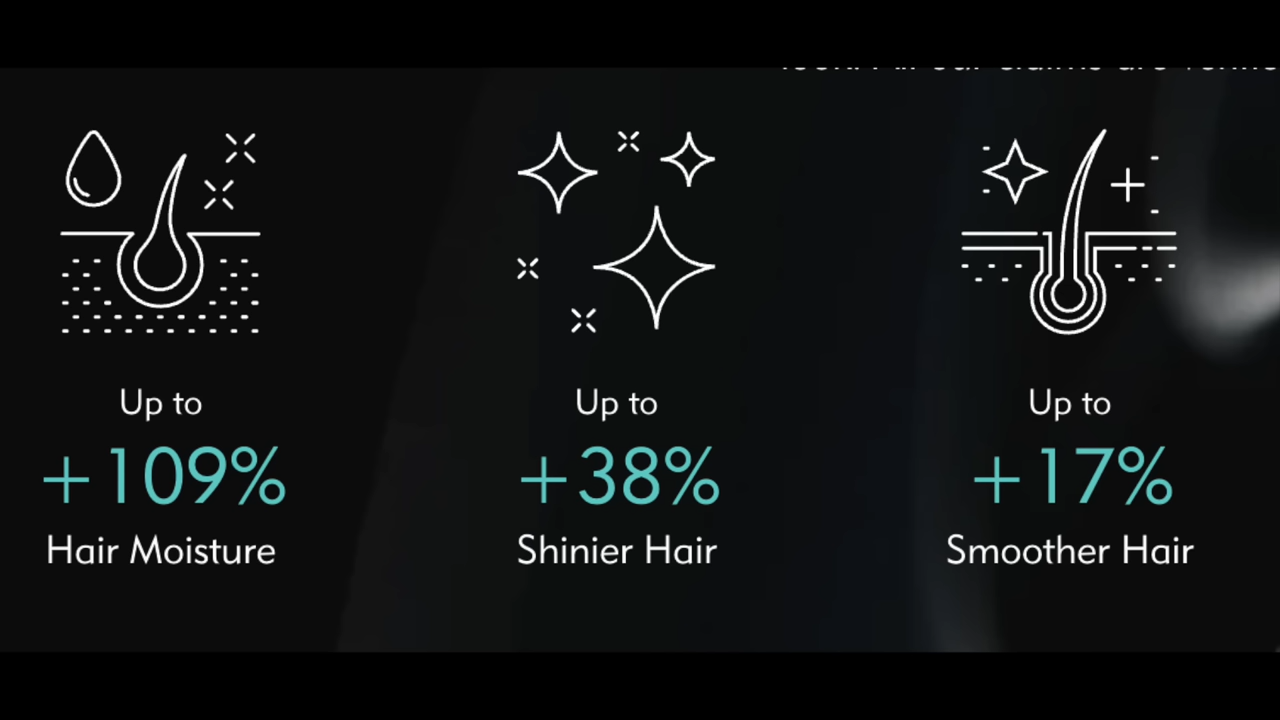 Up to
+109%
Hair Moisture
Up to
+38%
Shinier Hair
Up to
+17%
Smoother Hair